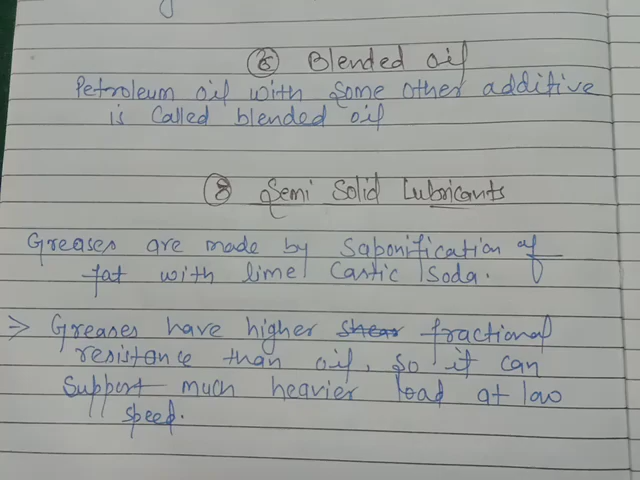 ⑧ Blended oil
Petroleum oil with some other additive
is Called blended oil
⑧ Semi Solid Lubricants
Greases are made by Saponification of
fat with lime Castic Soda.
⇒ Greases have higher shear fractional
resistance than oil, so it can
Support much heavier load at low
speed.